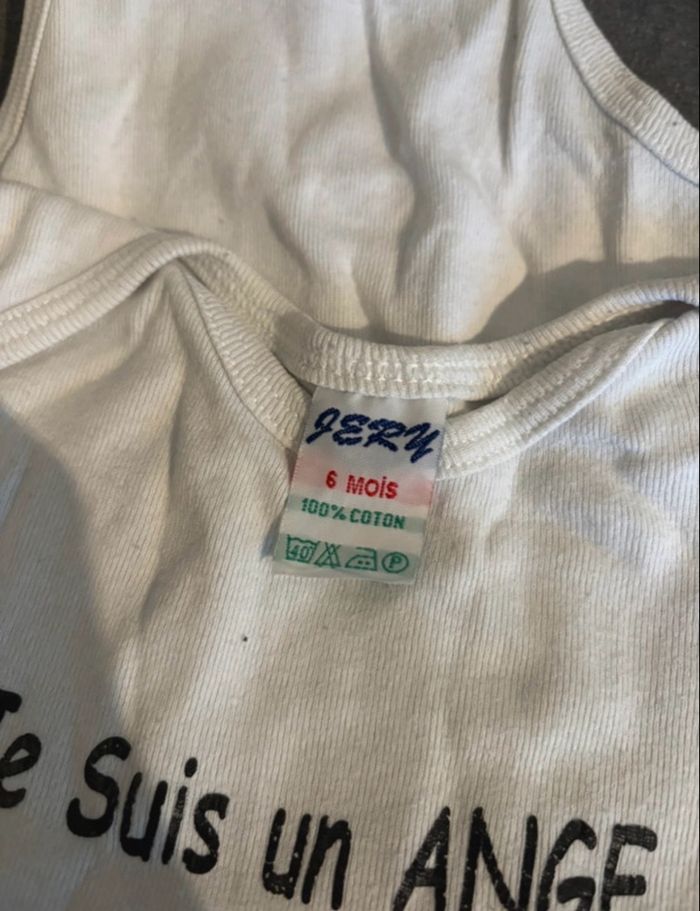 JERY
6 MOiS
100% COTON
40 P
Je Suis un ANGE